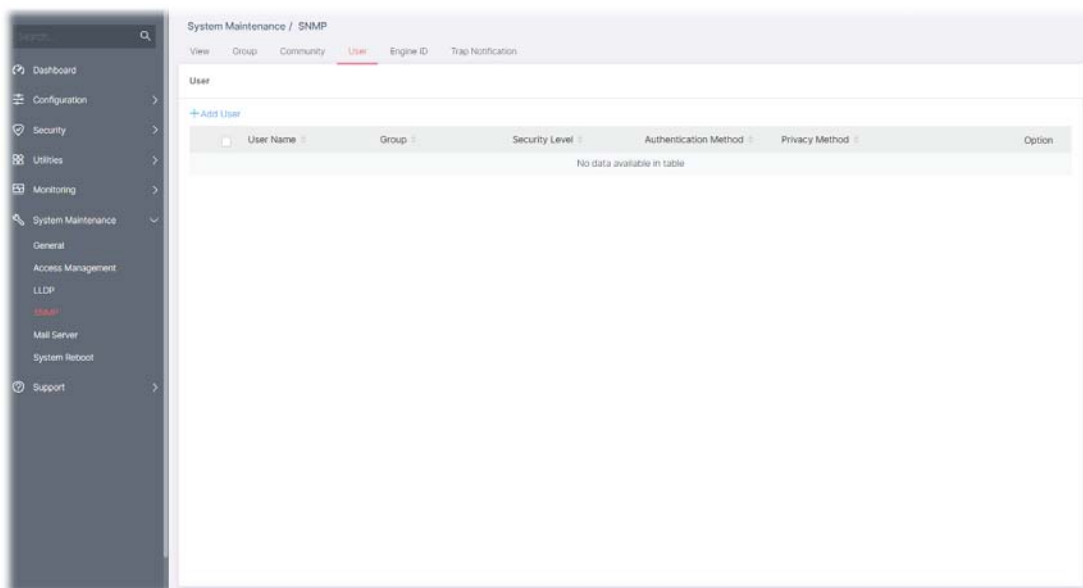 Search...
System Maintenance / SNMP
View Group Community User Engine ID Trap Notification
User
+Add User
User Name Group Security Level Authentication Method Privacy Method Option
No data available in table
Dashboard
Configuration
Security
Utilities
Monitoring
System Maintenance
General
Access Management
LLDP
SNMP
Mail Server
System Reboot
Support